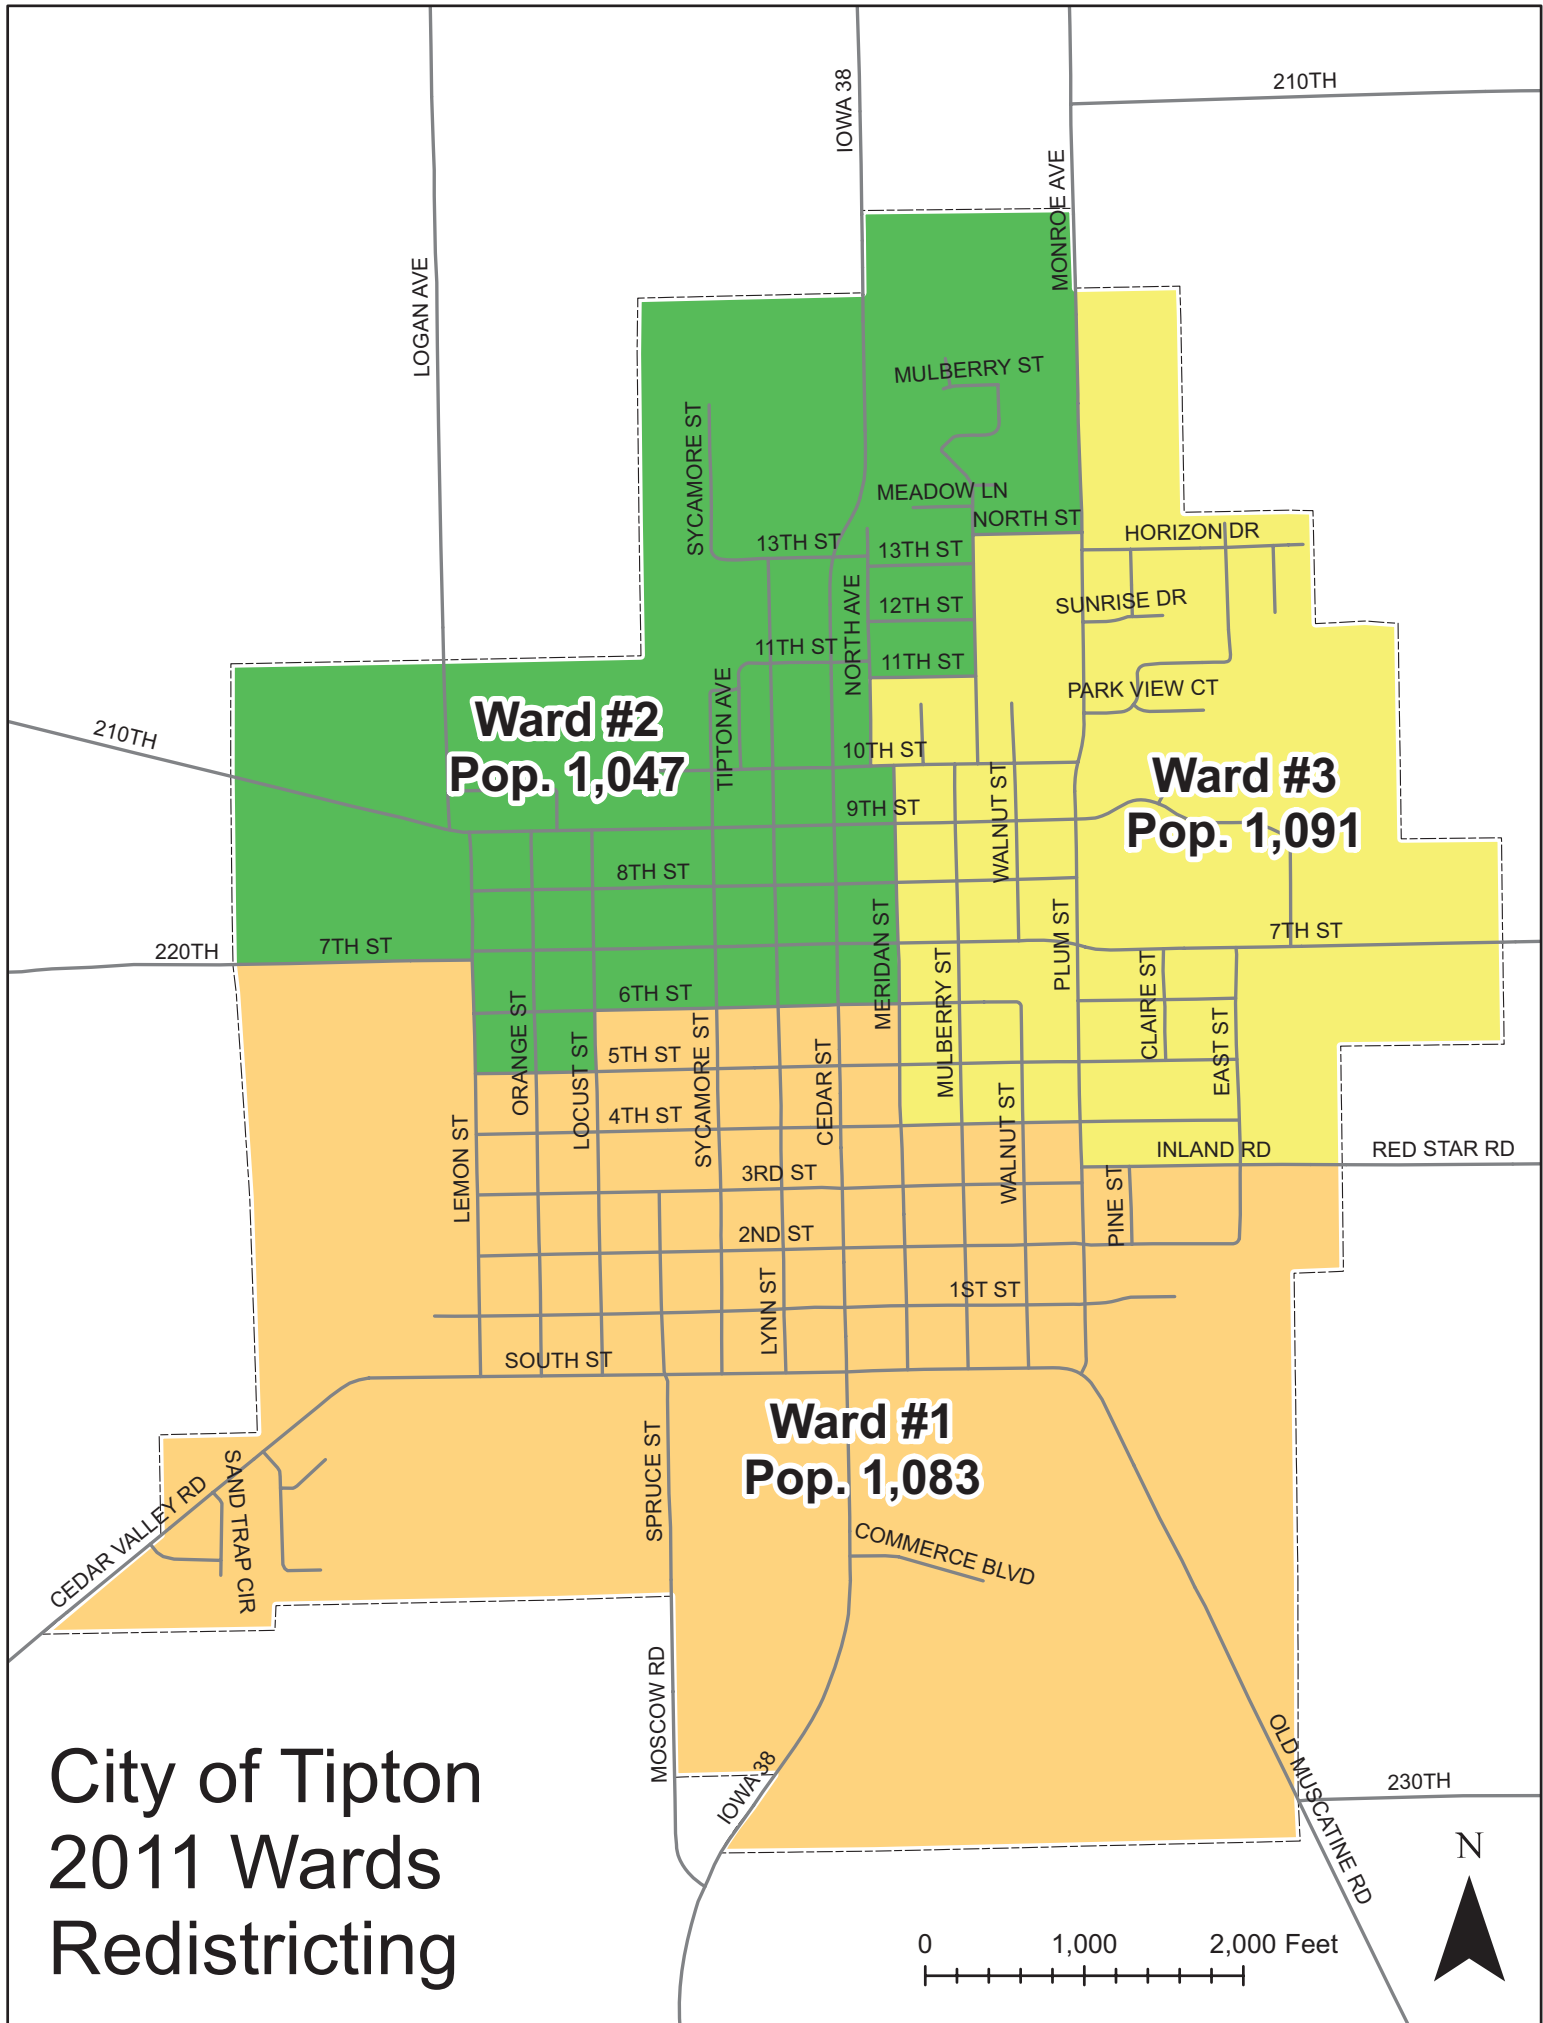 210TH
IOWA 38
MONROE AVE
LOGAN AVE
MULBERRY ST
SYCAMORE ST
MEADOW LN
NORTH ST
13TH ST
13TH ST
HORIZON DR
12TH ST
SUNRISE DR
NORTH AVE
11TH ST
11TH ST
PARK VIEW CT
TIPTON AVE
Ward #2
Pop. 1,047
210TH
10TH ST
Ward #3
Pop. 1,091
9TH ST
WALNUT ST
8TH ST
MERIDAN ST
PLUM ST
7TH ST
220TH
7TH ST
6TH ST
ORANGE ST
LOCUST ST
SYCAMORE ST
5TH ST
CEDAR ST
MULBERRY ST
CLAIRE ST
EAST ST
4TH ST
LEMON ST
WALNUT ST
INLAND RD
RED STAR RD
3RD ST
PINE ST
2ND ST
LYNN ST
1ST ST
SOUTH ST
Ward #1
Pop. 1,083
SPRUCE ST
SAND TRAP CIR
CEDAR VALLEY RD
COMMERCE BLVD
MOSCOW RD
IOWA 38
OLD MUSCATINE RD
230TH
City of Tipton
2011 Wards
Redistricting
N
0 1,000 2,000 Feet